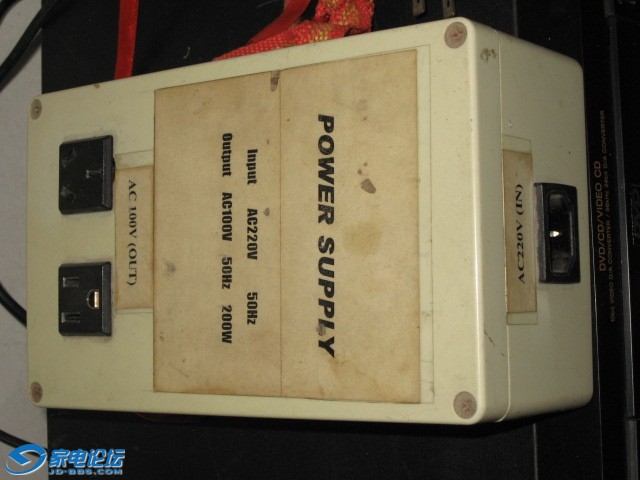 POWER SUPPLY
Input AC220V 50Hz
Output AC100V 50Hz 200W
AC 100V (OUT)
AC220V (IN)
DVD/CD/VIDEO CD
家电论坛
JD-BBS.COM